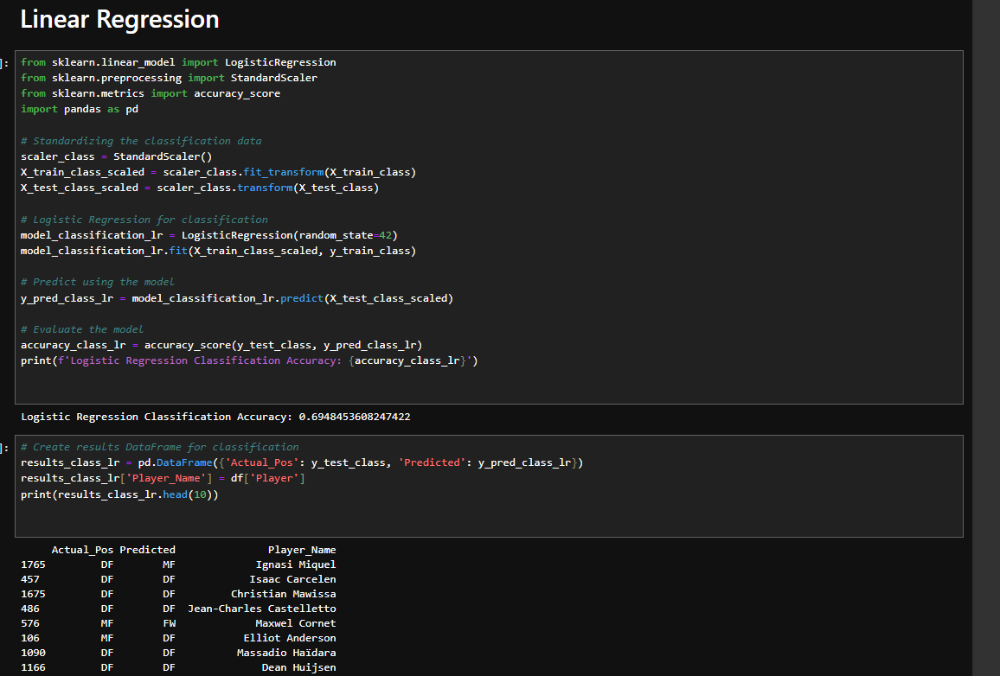 Linear Regression
]:
from sklearn.linear_model import LogisticRegression
from sklearn.preprocessing import StandardScaler
from sklearn.metrics import accuracy_score
import pandas as pd
# Standardizing the classification data
scaler_class = StandardScaler()
X_train_class_scaled = scaler_class.fit_transform(X_train_class)
X_test_class_scaled = scaler_class.transform(X_test_class)
# Logistic Regression for classification
model_classification_lr = LogisticRegression(random_state=42)
model_classification_lr.fit(X_train_class_scaled, y_train_class)
# Predict using the model
y_pred_class_lr = model_classification_lr.predict(X_test_class_scaled)
# Evaluate the model
accuracy_class_lr = accuracy_score(y_test_class, y_pred_class_lr)
print(f'Logistic Regression Classification Accuracy: {accuracy_class_lr}')
Logistic Regression Classification Accuracy: 0.6948453608247422
]:
# Create results DataFrame for classification
results_class_lr = pd.DataFrame({'Actual_Pos': y_test_class, 'Predicted': y_pred_class_lr})
results_class_lr['Player_Name'] = df['Player']
print(results_class_lr.head(10))
Actual_Pos Predicted Player_Name
1765 DF MF Ignasi Miquel
457 DF DF Isaac Carcelen
1675 DF DF Christian Mawissa
486 DF DF Jean-Charles Castelletto
576 MF FW Maxwel Cornet
106 MF DF Elliot Anderson
1090 DF DF Massadio Haïdara
1166 DF DF Dean Huijsen